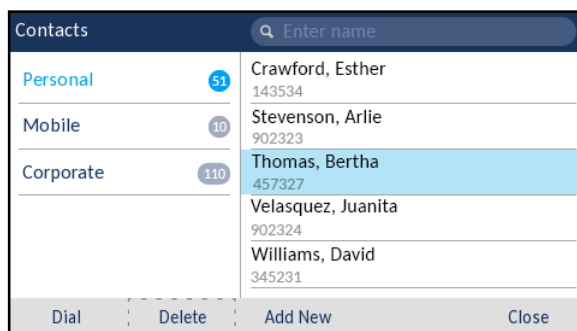 Contacts
Enter name
Personal 51
Mobile 10
Corporate 110
Crawford, Esther
143534
Stevenson, Arlie
902323
Thomas, Bertha
457327
Velasquez, Juanita
902324
Williams, David
345231
Dial Delete Add New Close